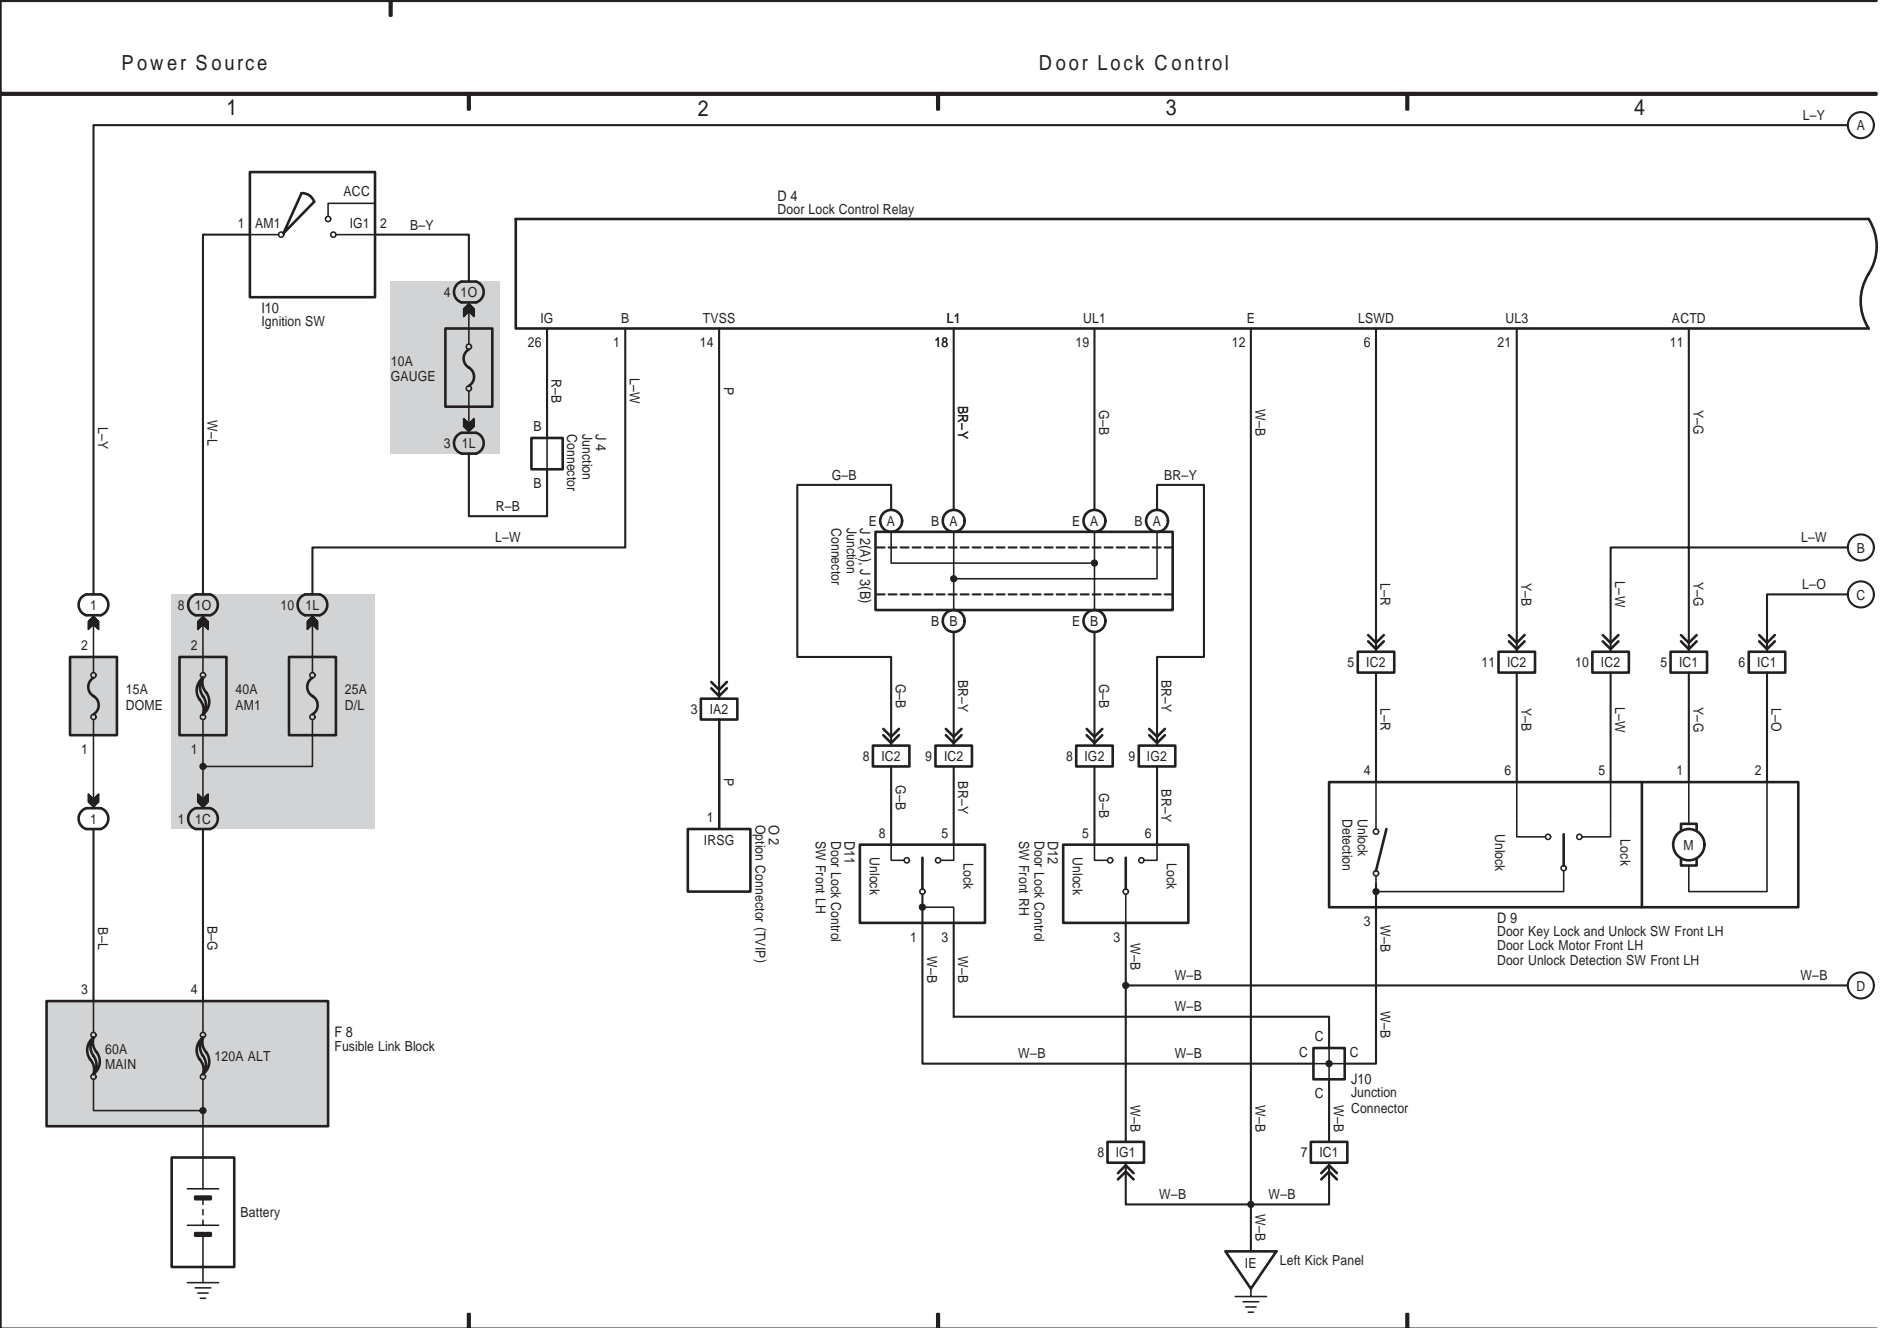 Power Source
Door Lock Control
1
2
3
4
L–Y
A
ACC
1
AM1
IG1
2
B–Y
I10
Ignition SW
D 4
Door Lock Control Relay
IG
B
TVSS
L1
UL1
E
LSWD
UL3
ACTD
26
1
14
18
19
12
6
21
11
4
1O
10A
GAUGE
3
1L
R–B
L–W
P
BR–Y
G–B
W–B
Y–G
L–Y
W–L
B
J 4
Junction
Connector
B
R–B
L–W
G–B
BR–Y
E
A
B
A
E
A
B
A
J 2(A), J 3(B)
Junction
Connector
B
B
E
B
L–W
B
L–O
C
L–R
Y–B
L–W
Y–G
1
8
1O
10
1L
2
2
15A
DOME
40A
AM1
25A
D/L
1
1
1
1
1C
3
IA2
P
1
IRSG
O 2
Option Connector (TVIP)
G–B
BR–Y
G–B
BR–Y
8
IC2
9
IC2
8
IG2
9
IG2
G–B
BR–Y
G–B
BR–Y
8
5
5
6
Unlock
Lock
D11
Door Lock Control
SW Front LH
Unlock
Lock
D12
Door Lock Control
SW Front RH
1
3
3
W–B
W–B
W–B
5
IC2
11
IC2
10
IC2
5
IC1
6
IC1
L–R
Y–B
L–W
Y–G
L–O
4
6
5
1
2
Unlock
Detection
Unlock
Lock
M
3
W–B
D 9
Door Key Lock and Unlock SW Front LH
Door Lock Motor Front LH
Door Unlock Detection SW Front LH
B–L
B–G
3
4
60A
MAIN
120A ALT
F 8
Fusible Link Block
Battery
W–B
W–B
D
W–B
W–B
W–B
W–B
C
C
C
C
J10
Junction
Connector
W–B
W–B
W–B
8
IG1
7
IC1
W–B
W–B
W–B
IE
Left Kick Panel